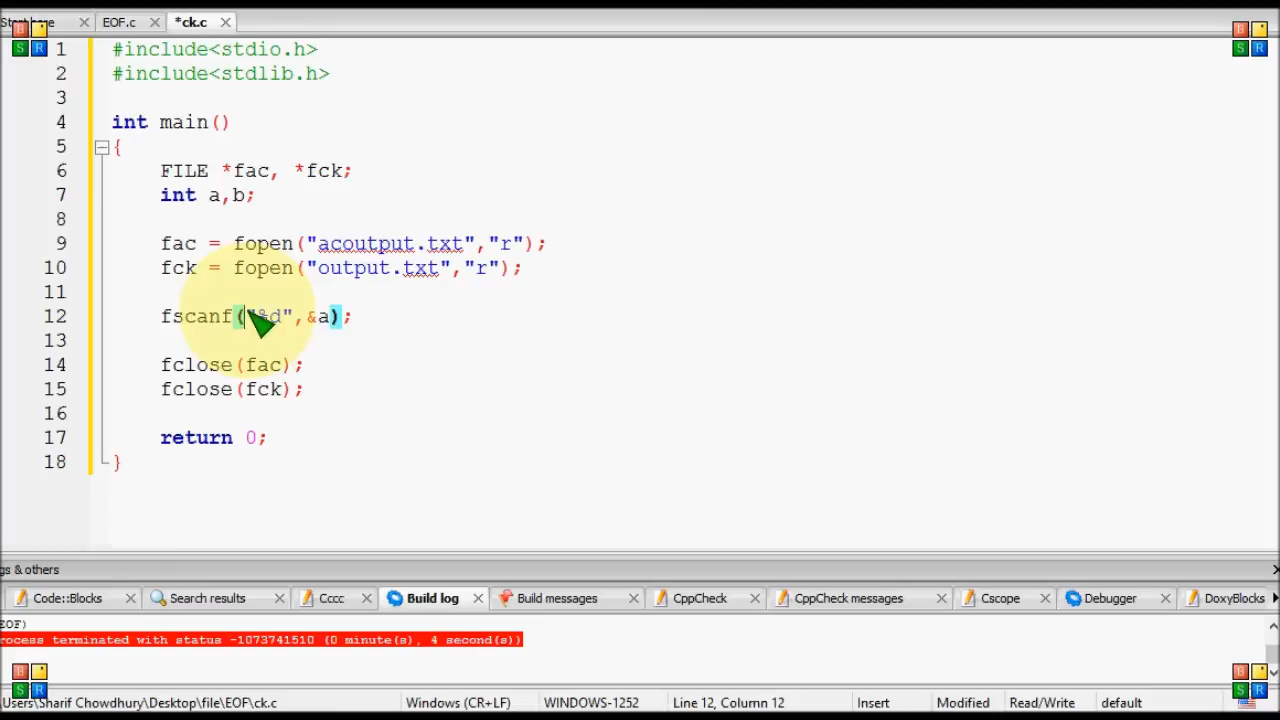 Start here EOF.c *ck.c
1 #include<stdio.h>
2 #include<stdlib.h>
3
4 int main()
5 {
6 FILE *fac, *fck;
7 int a,b;
8
9 fac = fopen("acoutput.txt","r");
10 fck = fopen("output.txt","r");
11
12 fscanf("%d",&a);
13
14 fclose(fac);
15 fclose(fck);
16
17 return 0;
18 }
gs & others
Code::Blocks Search results Cccc Build log Build messages CppCheck CppCheck messages Cscope Debugger DoxyBlocks
EOF)
rocess terminated with status -1073741510 (0 minute(s), 4 second(s))
\Users\Sharif Chowdhury\Desktop\file\EOF\ck.c Windows (CR+LF) WINDOWS-1252 Line 12, Column 12 Insert Modified Read/Write default
B S R
B S R
B S R
B S R